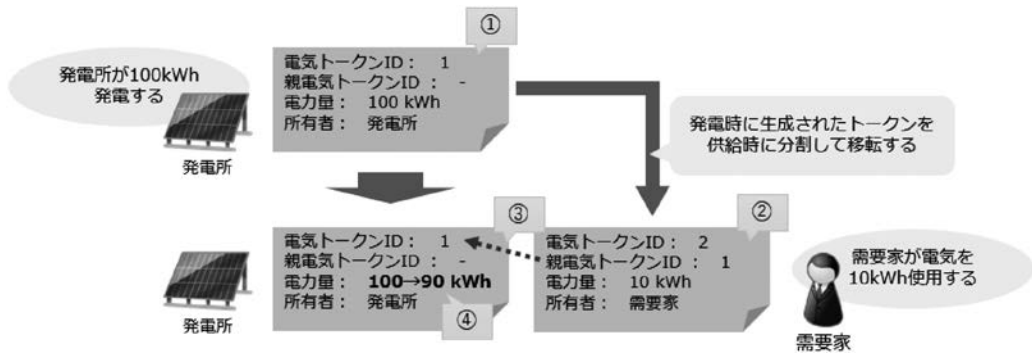 ①
電気トークンID： 1
親電気トークンID ： -
電力量： 100 kWh
所有者： 発電所
発電所が100kWh
発電する
発電所
発電時に生成されたトークンを
供給時に分割して移転する
③
電気トークンID： 1
親電気トークンID ： -
電力量： 100→90 kWh
所有者： 発電所
④
発電所
②
電気トークンID： 2
親電気トークンID ： 1
電力量： 10 kWh
所有者： 需要家
需要家が電気を
10kWh使用する
需要家